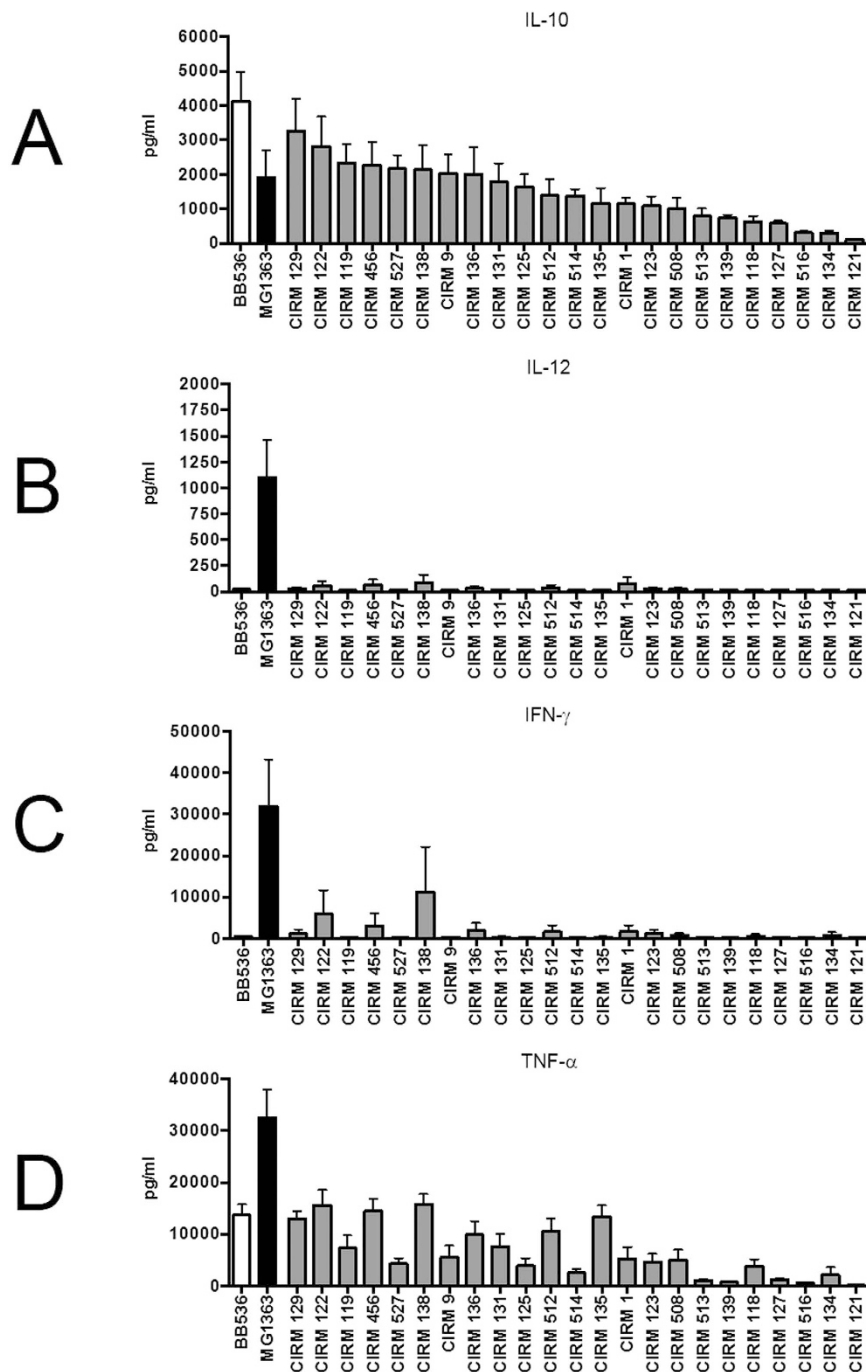 A
IL-10
pg/ml
6000
5000
4000
3000
2000
1000
0
BB536
MG1363
CIRM 129
CIRM 122
CIRM 119
CIRM 456
CIRM 527
CIRM 138
CIRM 9
CIRM 136
CIRM 131
CIRM 125
CIRM 512
CIRM 514
CIRM 135
CIRM 1
CIRM 123
CIRM 508
CIRM 513
CIRM 139
CIRM 118
CIRM 127
CIRM 516
CIRM 134
CIRM 121
B
IL-12
pg/ml
2000
1750
1500
1250
1000
750
500
250
0
BB536
MG1363
CIRM 129
CIRM 122
CIRM 119
CIRM 456
CIRM 527
CIRM 138
CIRM 9
CIRM 136
CIRM 131
CIRM 125
CIRM 512
CIRM 514
CIRM 135
CIRM 1
CIRM 123
CIRM 508
CIRM 513
CIRM 139
CIRM 118
CIRM 127
CIRM 516
CIRM 134
CIRM 121
C
IFN-γ
pg/ml
50000
40000
30000
20000
10000
0
BB536
MG1363
CIRM 129
CIRM 122
CIRM 119
CIRM 456
CIRM 527
CIRM 138
CIRM 9
CIRM 136
CIRM 131
CIRM 125
CIRM 512
CIRM 514
CIRM 135
CIRM 1
CIRM 123
CIRM 508
CIRM 513
CIRM 139
CIRM 118
CIRM 127
CIRM 516
CIRM 134
CIRM 121
D
TNF-α
pg/ml
40000
30000
20000
10000
0
BB536
MG1363
CIRM 129
CIRM 122
CIRM 119
CIRM 456
CIRM 527
CIRM 138
CIRM 9
CIRM 136
CIRM 131
CIRM 125
CIRM 512
CIRM 514
CIRM 135
CIRM 1
CIRM 123
CIRM 508
CIRM 513
CIRM 139
CIRM 118
CIRM 127
CIRM 516
CIRM 134
CIRM 121